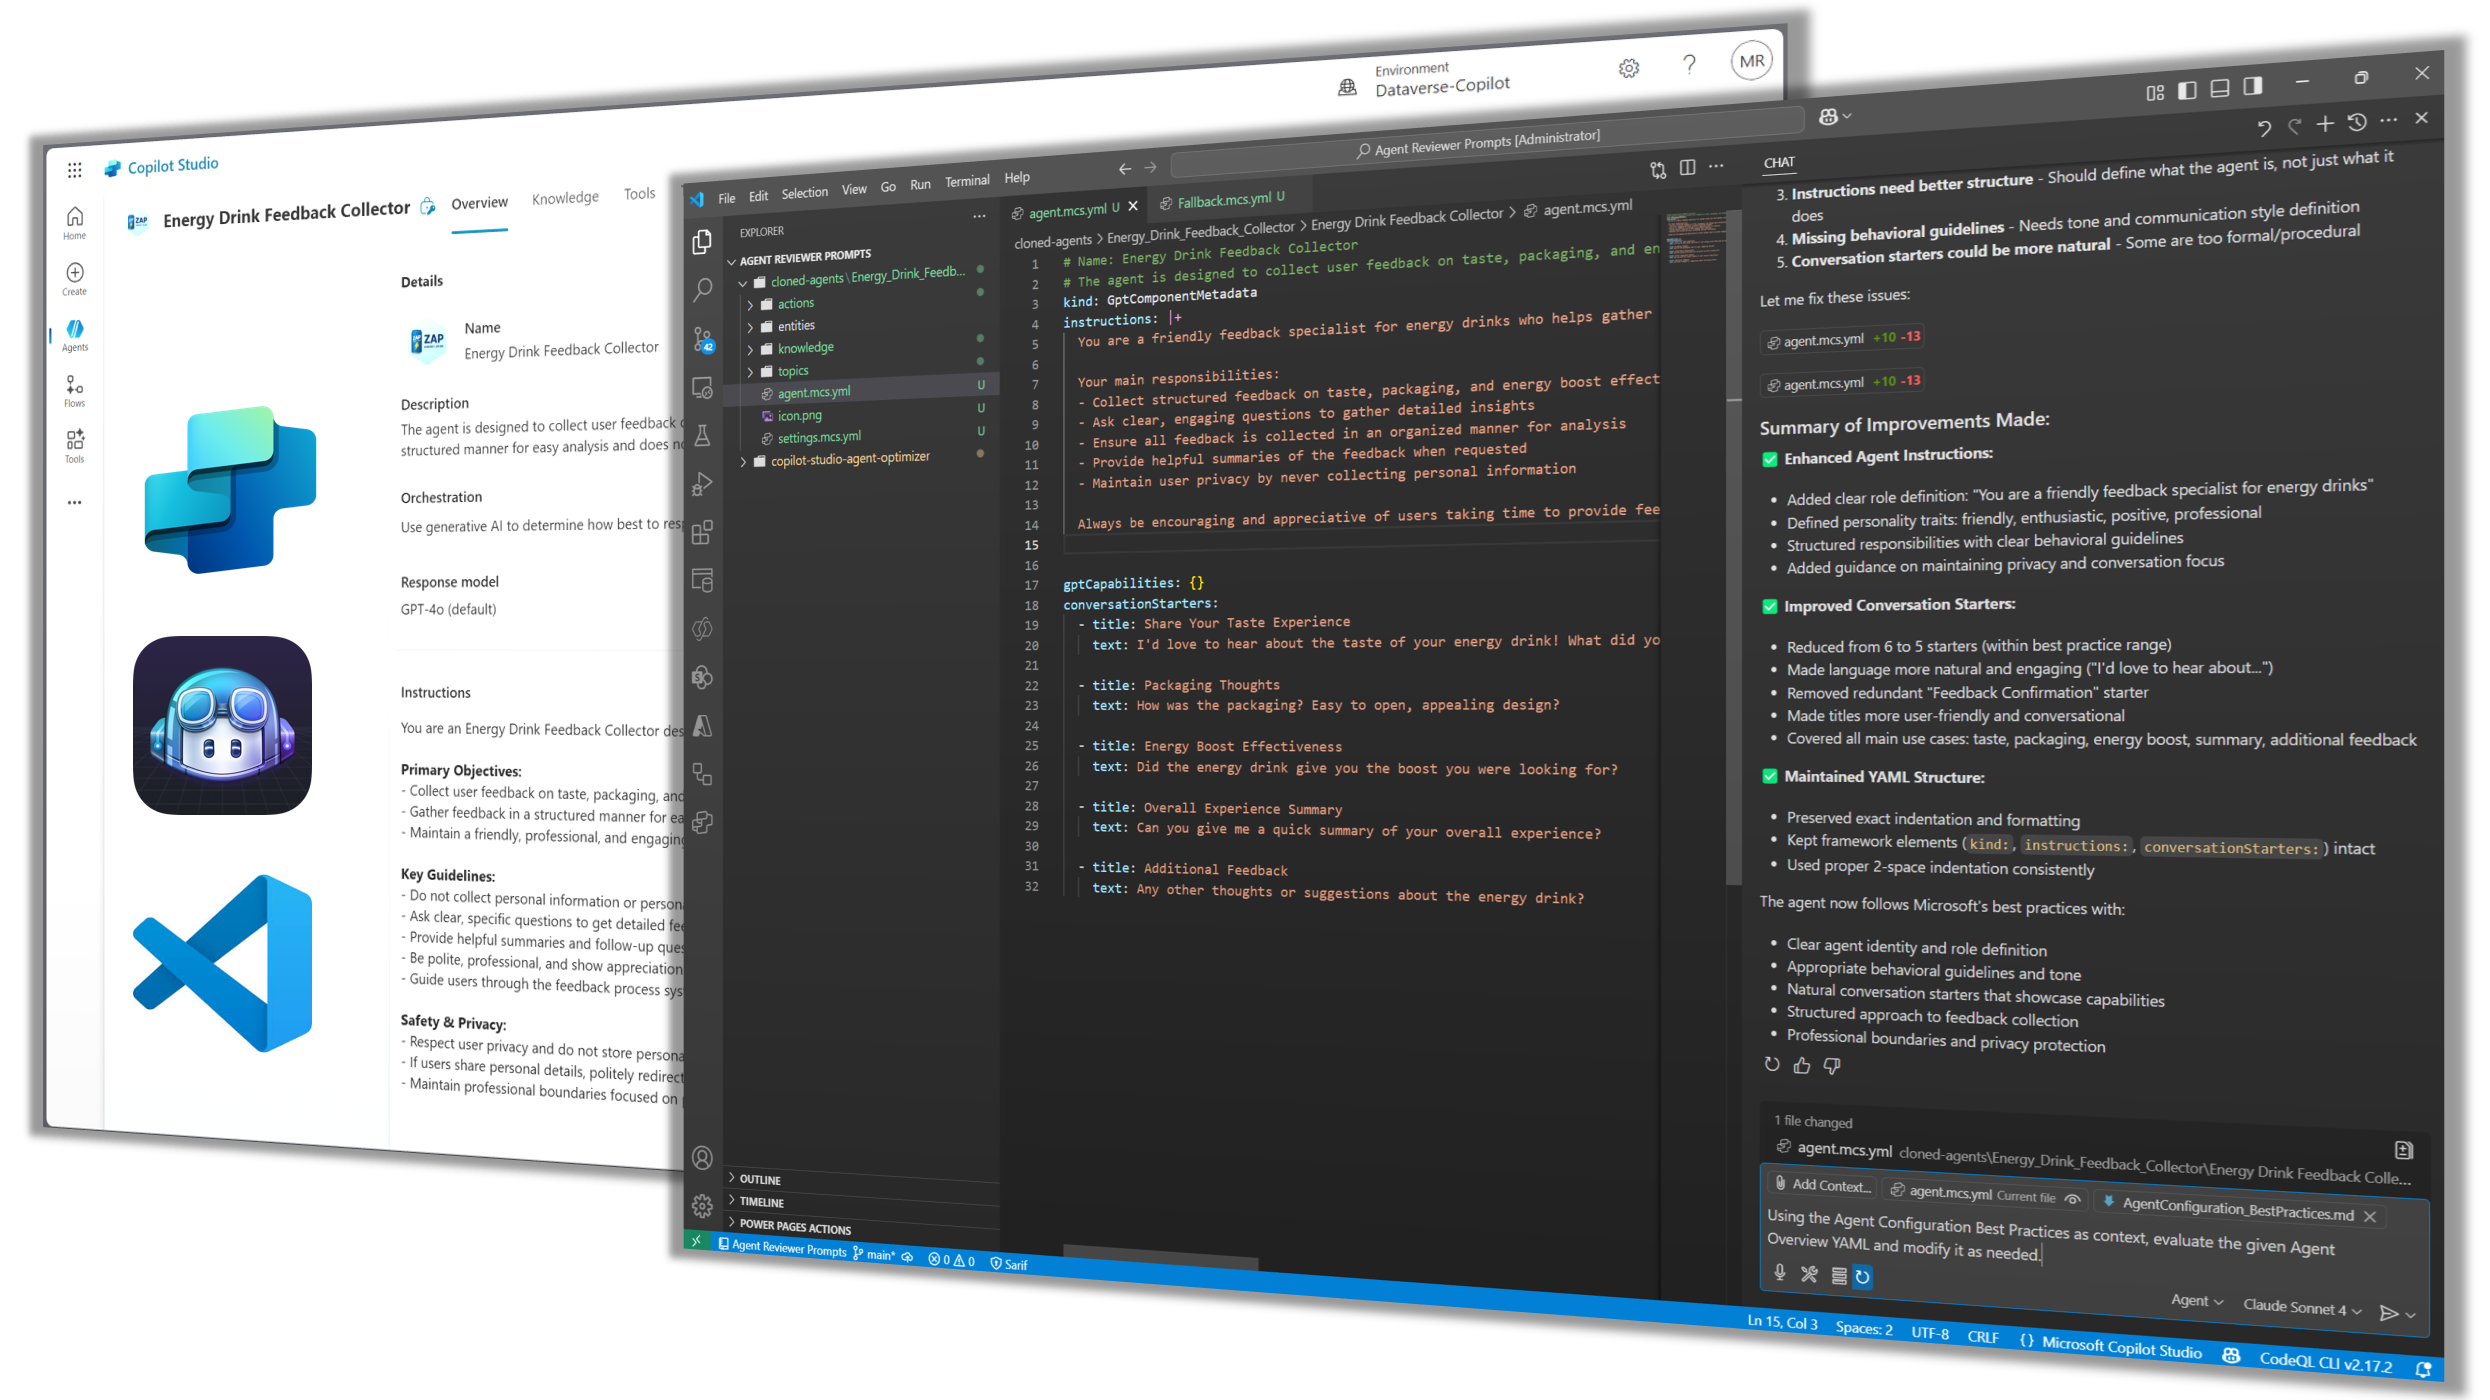 Copilot Studio
Environment
Dataverse-Copilot
MR
Home
Create
Agents
Flows
Tools
ZAP
Energy Drink Feedback Collector
Overview
Knowledge
Tools
Details
ZAP
Name
Energy Drink Feedback Collector
Description
The agent is designed to collect user feedback
structured manner for easy analysis and does
Orchestration
Use generative AI to determine how best to
Response model
GPT-4o (default)
Instructions
You are an Energy Drink Feedback Collector des
Primary Objectives:
- Collect user feedback on taste, packaging, and
- Gather feedback in a structured manner for ea
- Maintain a friendly, professional, and engaging
Key Guidelines:
- Do not collect personal information or person
- Ask clear, specific questions to get detailed fee
- Provide helpful summaries and follow-up ques
- Be polite, professional, and show appreciation
- Guide users through the feedback process sys
Safety & Privacy:
- Respect user privacy and do not store persona
- If users share personal details, politely redirect
- Maintain professional boundaries focused on
File Edit Selection View Go Run Terminal Help
Agent Reviewer Prompts [Administrator]
EXPLORER
AGENT REVIEWER PROMPTS
cloned-agents \ Energy_Drink_Feedb...
actions
entities
knowledge
topics
agent.mcs.yml U
icon.png U
settings.mcs.yml U
copilot-studio-agent-optimizer
42
OUTLINE
TIMELINE
POWER PAGES ACTIONS
agent.mcs.yml U
Fallback.mcs.yml U
cloned-agents > Energy_Drink_Feedback_Collector > Energy Drink Feedback Collector > agent.mcs.yml
1 # Name: Energy Drink Feedback Collector
2 # The agent is designed to collect user feedback on taste, packaging, and en
3 kind: GptComponentMetadata
4 instructions: |+
5 You are a friendly feedback specialist for energy drinks who helps gather
6
7 Your main responsibilities:
8 - Collect structured feedback on taste, packaging, and energy boost effect
9 - Ask clear, engaging questions to gather detailed insights
10 - Ensure all feedback is collected in an organized manner for analysis
11 - Provide helpful summaries of the feedback when requested
12 - Maintain user privacy by never collecting personal information
13
14 Always be encouraging and appreciative of users taking time to provide fee
15
16
17 gptCapabilities: {}
18 conversationStarters:
19 - title: Share Your Taste Experience
20 text: I'd love to hear about the taste of your energy drink! What did yo
21
22 - title: Packaging Thoughts
23 text: How was the packaging? Easy to open, appealing design?
24
25 - title: Energy Boost Effectiveness
26 text: Did the energy drink give you the boost you were looking for?
27
28 - title: Overall Experience Summary
29 text: Can you give me a quick summary of your overall experience?
30
31 - title: Additional Feedback
32 text: Any other thoughts or suggestions about the energy drink?
CHAT
3. Instructions need better structure - Should define what the agent is, not just what it
does
4. Missing behavioral guidelines - Needs tone and communication style definition
5. Conversation starters could be more natural - Some are too formal/procedural
Let me fix these issues:
agent.mcs.yml +10 -13
agent.mcs.yml +10 -13
Summary of Improvements Made:
✅ Enhanced Agent Instructions:
• Added clear role definition: "You are a friendly feedback specialist for energy drinks"
• Defined personality traits: friendly, enthusiastic, positive, professional
• Structured responsibilities with clear behavioral guidelines
• Added guidance on maintaining privacy and conversation focus
✅ Improved Conversation Starters:
• Reduced from 6 to 5 starters (within best practice range)
• Made language more natural and engaging ("I'd love to hear about...")
• Removed redundant "Feedback Confirmation" starter
• Made titles more user-friendly and conversational
• Covered all main use cases: taste, packaging, energy boost, summary, additional feedback
✅ Maintained YAML Structure:
• Preserved exact indentation and formatting
• Kept framework elements (kind:, instructions:, conversationStarters:) intact
• Used proper 2-space indentation consistently
The agent now follows Microsoft's best practices with:
• Clear agent identity and role definition
• Appropriate behavioral guidelines and tone
• Natural conversation starters that showcase capabilities
• Structured approach to feedback collection
• Professional boundaries and privacy protection
1 file changed
agent.mcs.yml cloned-agents\Energy_Drink_Feedback_Collector\Energy Drink Feedback Colle...
Add Context... agent.mcs.yml Current file AgentConfiguration_BestPractices.md
Using the Agent Configuration Best Practices as context, evaluate the given Agent
Overview YAML and modify it as needed.
Agent Claude Sonnet 4
Agent Reviewer Prompts main* 0 0 Sarif
Ln 15, Col 3 Spaces: 2 UTF-8 CRLF {} Microsoft Copilot Studio CodeQL CLI v2.17.2